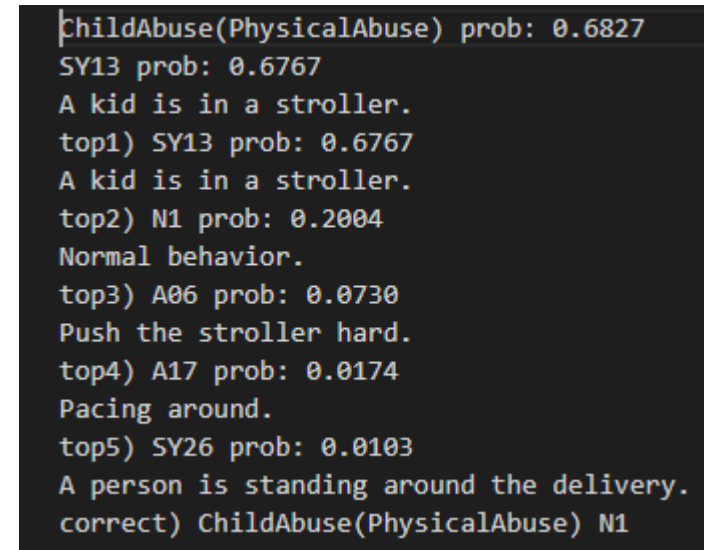 ChildAbuse(PhysicalAbuse) prob: 0.6827
SY13 prob: 0.6767
A kid is in a stroller.
top1) SY13 prob: 0.6767
A kid is in a stroller.
top2) N1 prob: 0.2004
Normal behavior.
top3) A06 prob: 0.0730
Push the stroller hard.
top4) A17 prob: 0.0174
Pacing around.
top5) SY26 prob: 0.0103
A person is standing around the delivery.
correct) ChildAbuse(PhysicalAbuse) N1